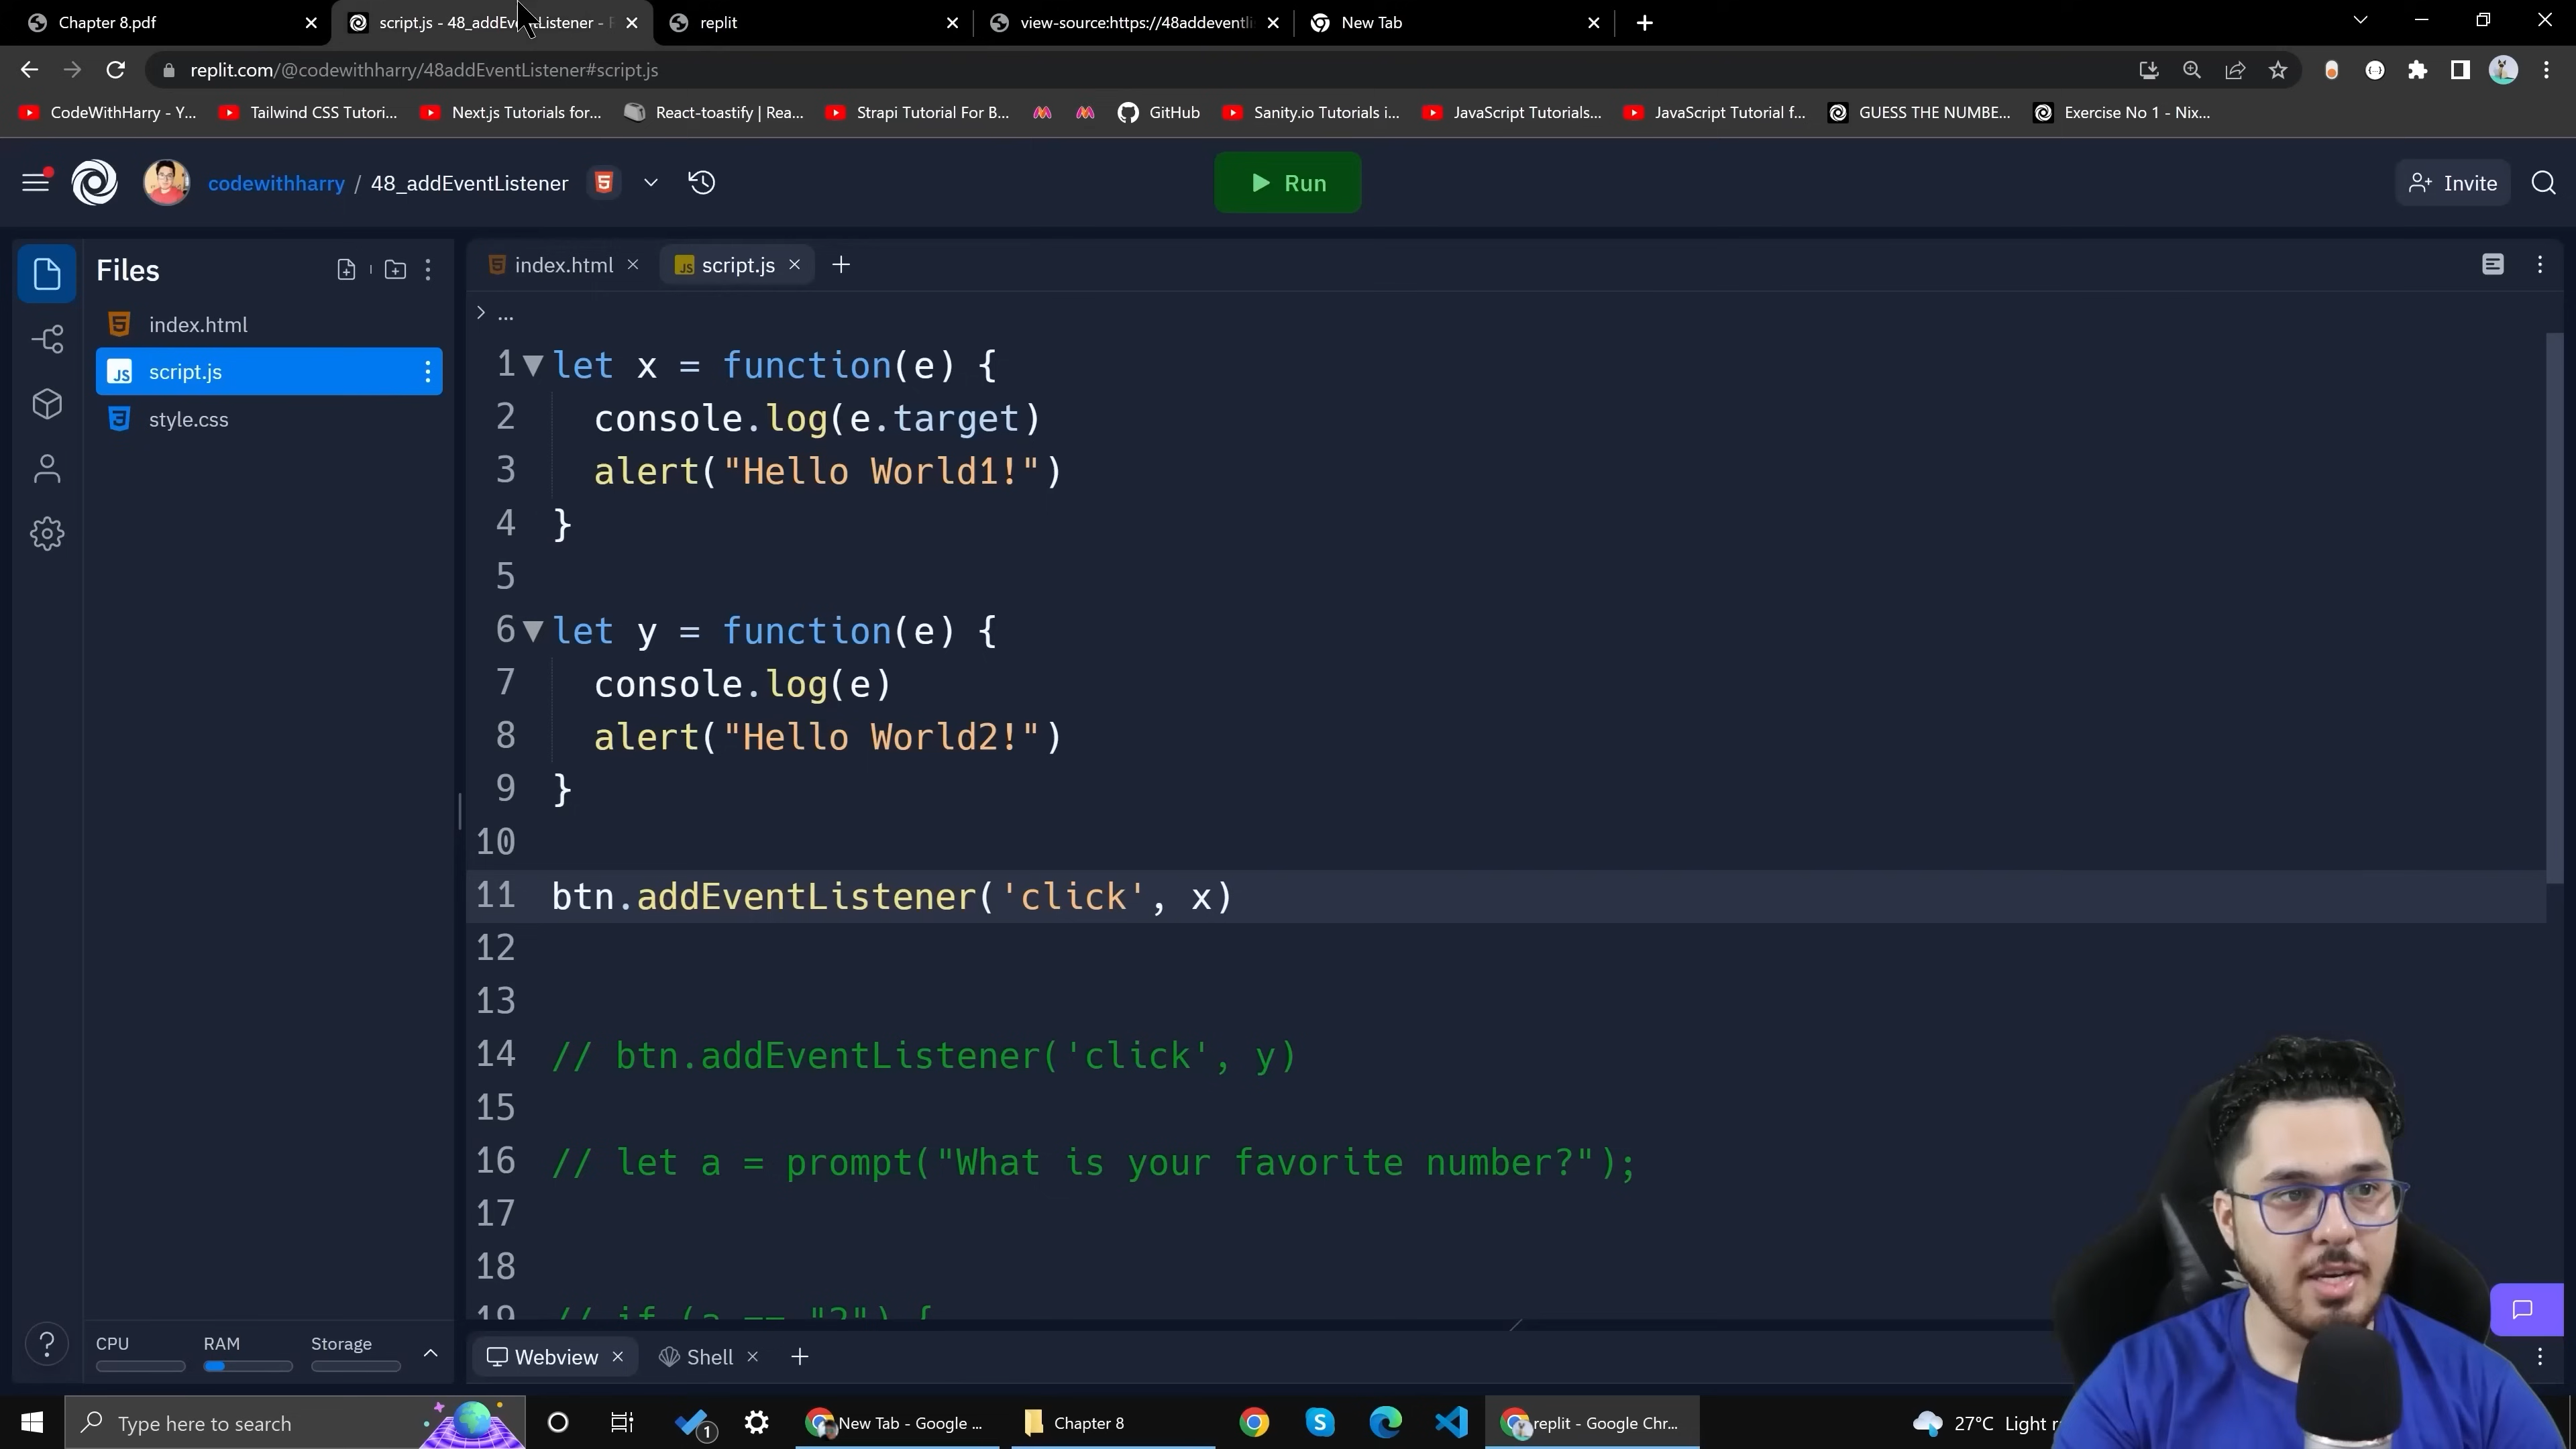 Chapter 8.pdf
script.js - 48_addEventListener -
replit
view-source:https://48addeventli
New Tab
replit.com/@codewithharry/48addEventListener#script.js
CodeWithHarry - Y...
Tailwind CSS Tutori...
Next.js Tutorials for...
React-toastify | Rea...
Strapi Tutorial For B...
GitHub
Sanity.io Tutorials i...
JavaScript Tutorials...
JavaScript Tutorial f...
GUESS THE NUMBE...
Exercise No 1 - Nix...
codewithharry / 48_addEventListener
Run
Invite
Files
index.html
script.js
style.css
index.html
script.js
...
1 let x = function(e) {
2 console.log(e.target)
3 alert("Hello World1!")
4 }
5
6 let y = function(e) {
7 console.log(e)
8 alert("Hello World2!")
9 }
10
11 btn.addEventListener('click', x)
12
13
14 // btn.addEventListener('click', y)
15
16 // let a = prompt("What is your favorite number?");
17
18
19 // if (a == "2") {
CPU
RAM
Storage
Webview
Shell
Type here to search
1
New Tab - Google ...
Chapter 8
replit - Google Chr...
27°C Light r